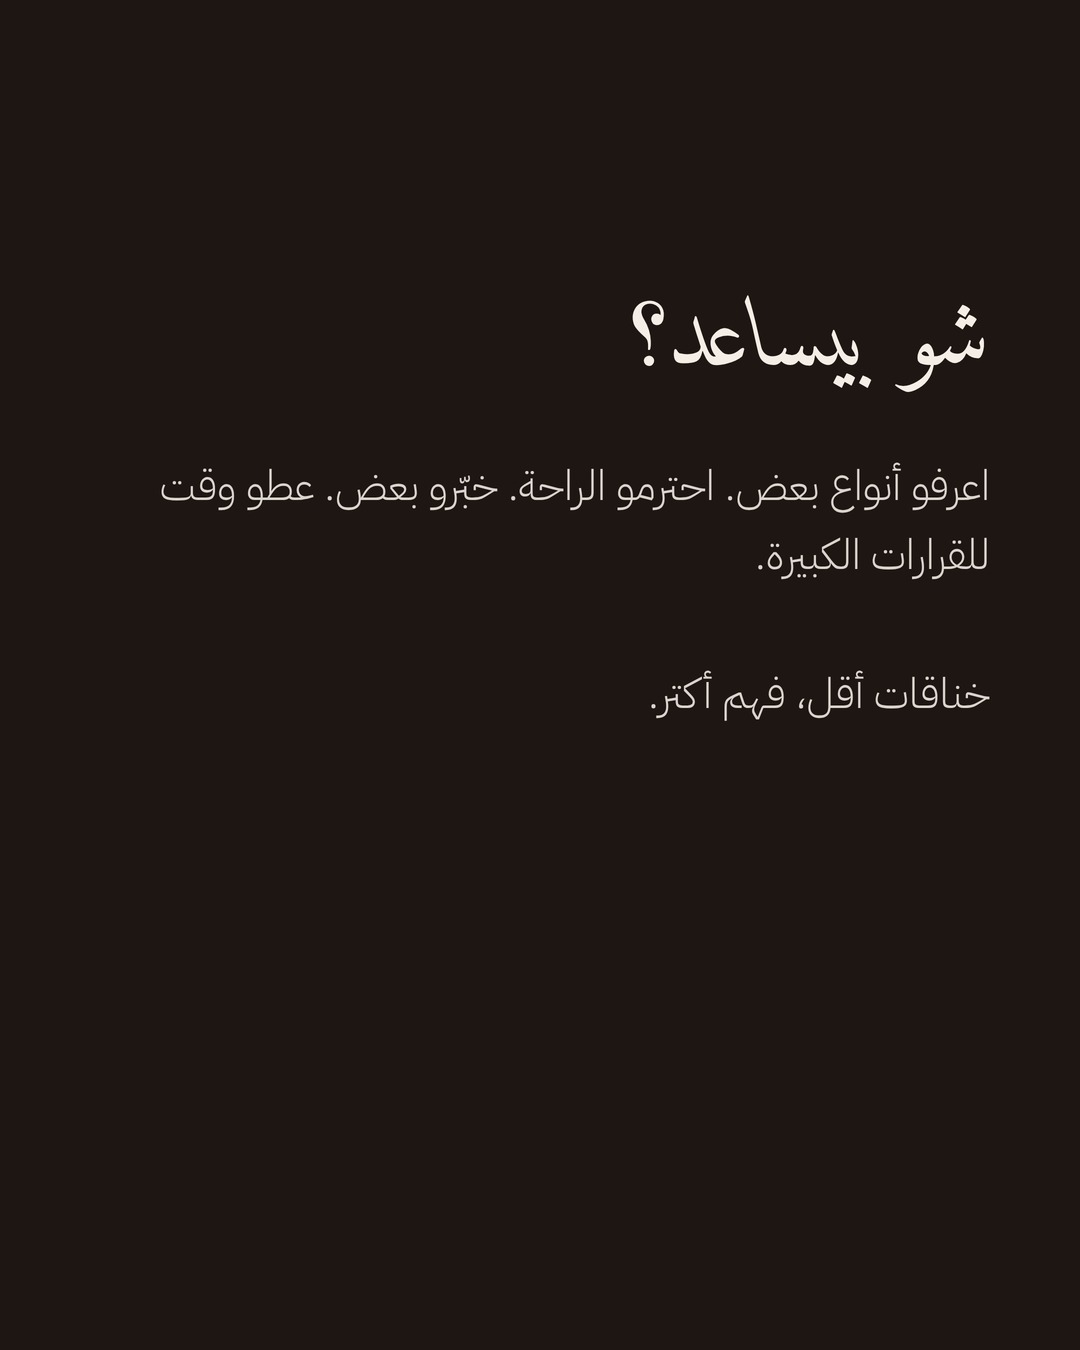 شو بيساعد؟
اعرفو أنواع بعض. احترمو الراحة. خبّرو بعض. عطو وقت
للقرارات الكبيرة.
خناقات أقل، فهم أكتر.